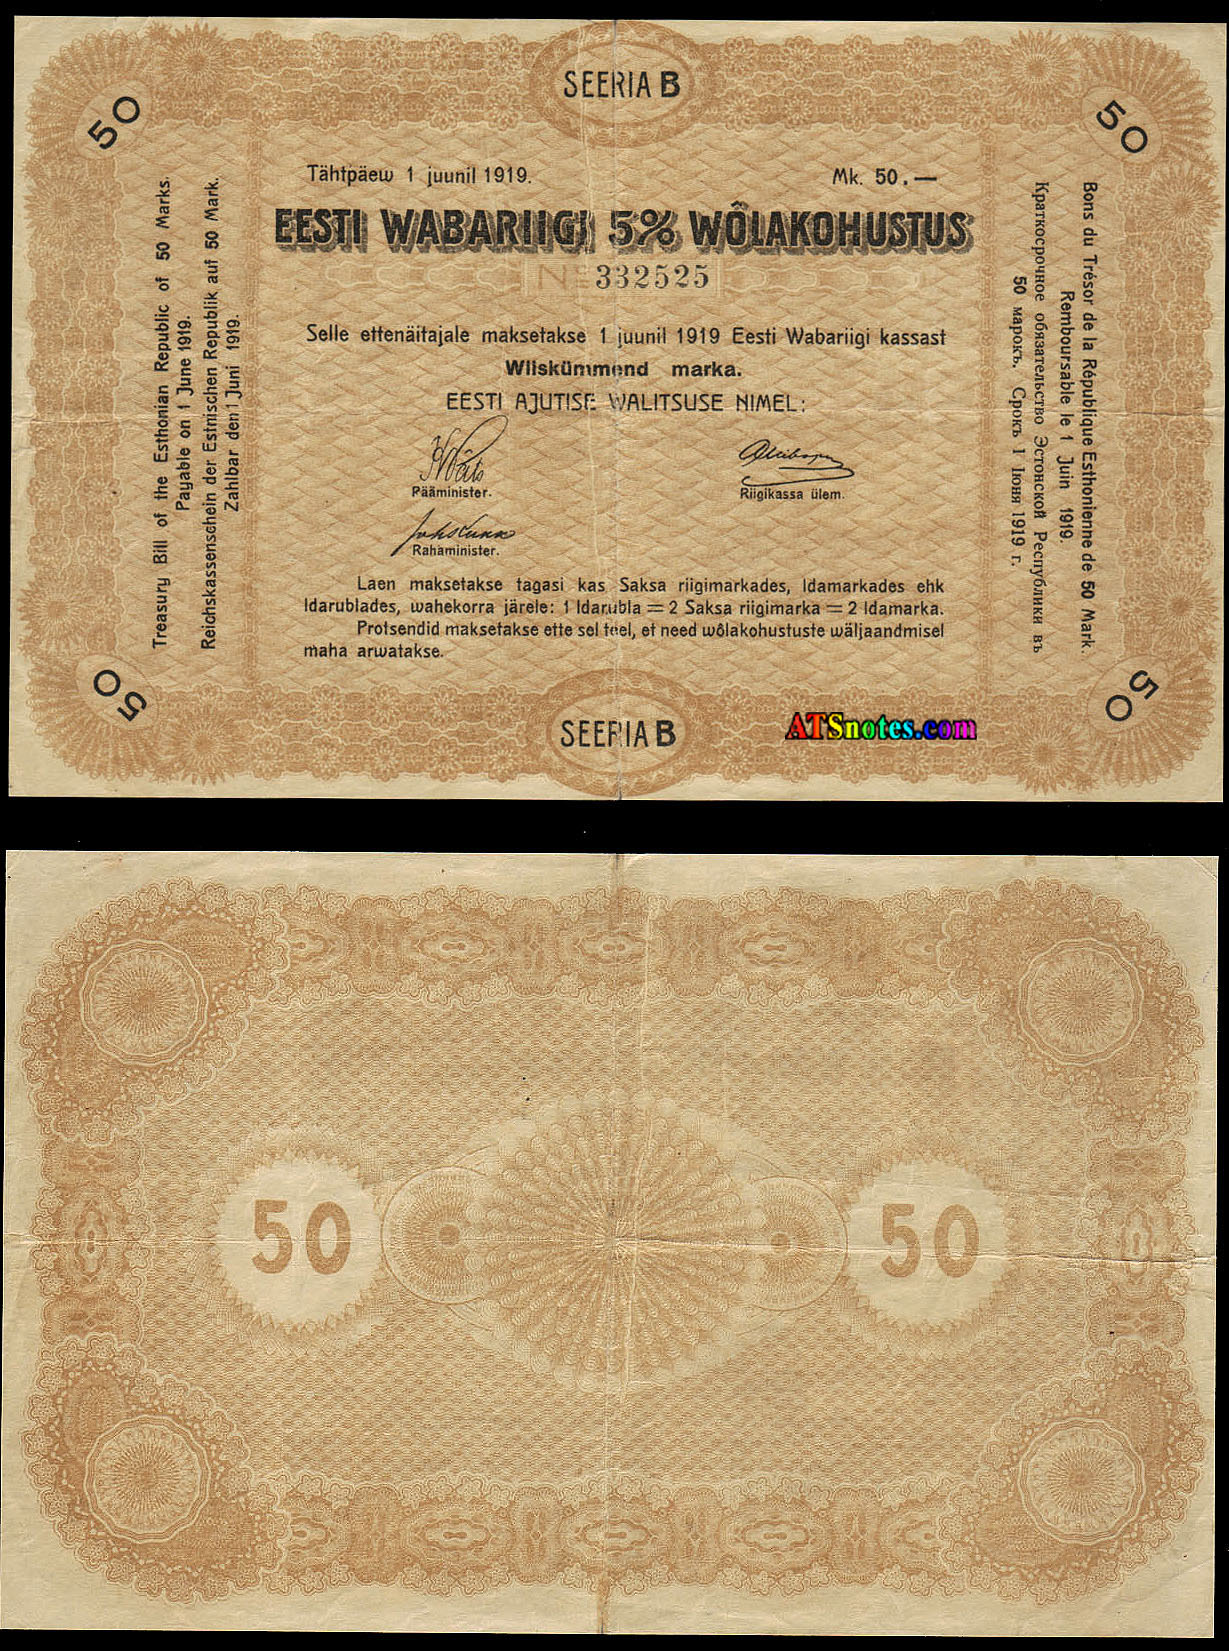 SEERIA B
50
50
Tähtpäew 1 juunil 1919.
Mk. 50.—
EESTI WABARIIGI 5% WÕLAKOHUSTUS
№ 332525
Selle ettenäitajale maksetakse 1 juunil 1919 Eesti Wabariigi kassast
Wiiskümmend marka.
EESTI AJUTISE WALITSUSE NIMEL:
Pääminister.
Riigikassa ülem.
Rahaminister.
Laen maksetakse tagasi kas Saksa riigimarkades, Idamarkades ehk
Idarublades, wahekorra järele: 1 Idarubla = 2 Saksa riigimarka = 2 Idamarka.
Protsendid maksetakse ette sel teel, et need wõlakohustuste wäljaandmisel
maha arwatakse.
Treasury Bill of the Esthonian Republic of 50 Marks.
Payable on 1 June 1919.
Reichskassenschein der Estnischen Republik auf 50 Mark.
Zahlbar den 1 Juni 1919.
Bons du Trésor de la République Esthonienne de 50 Mark.
Remboursable le 1 Juin 1919.
Краткосрочное обязательство Эстонской Республики въ
50 марокъ. Срокъ 1 Іюня 1919 г.
50
50
SEERIA B
ATSnotes.com
50
50